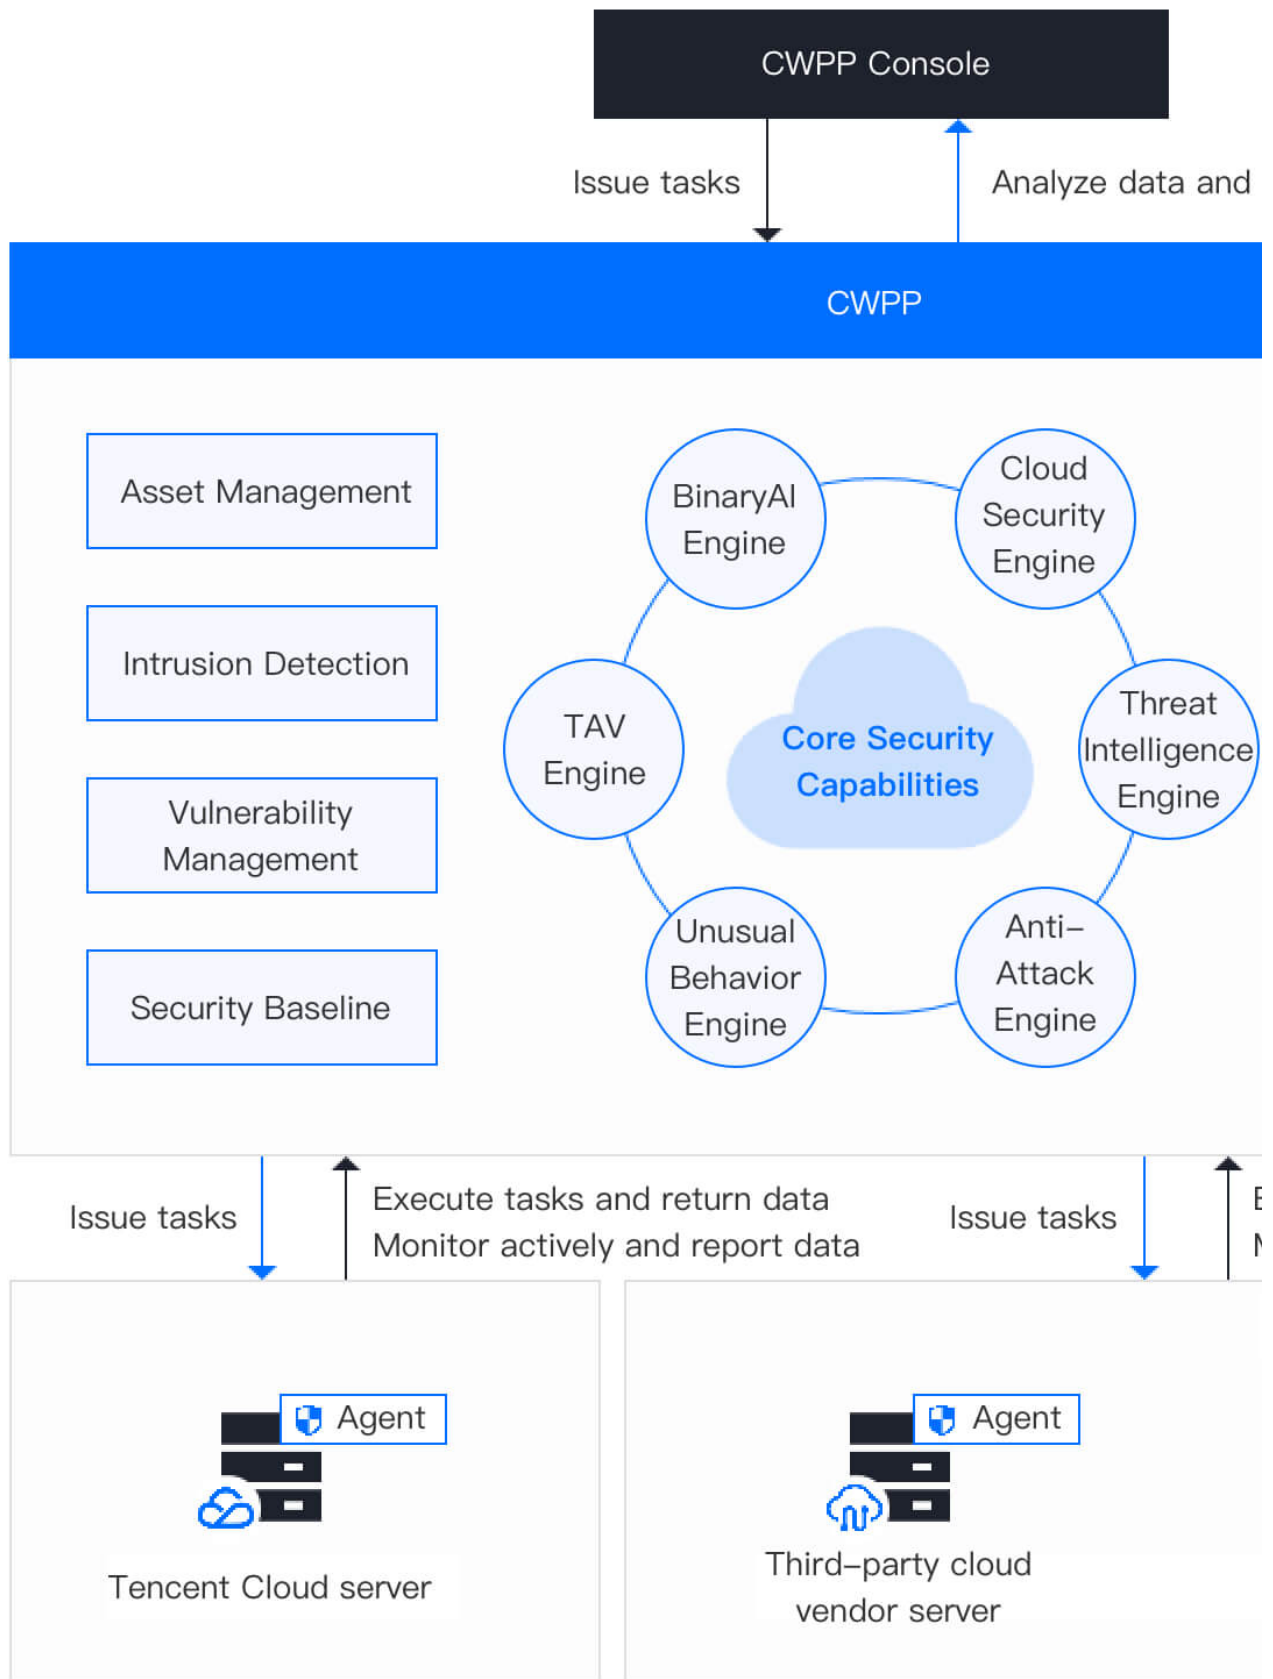 CWPP Console
Issue tasks
Analyze data and
CWPP
Asset Management
Intrusion Detection
Vulnerability
Management
Security Baseline
BinaryAI
Engine
Cloud
Security
Engine
TAV
Engine
Core Security
Capabilities
Threat
Intelligence
Engine
Unusual
Behavior
Engine
Anti–
Attack
Engine
Issue tasks
Execute tasks and return data
Monitor actively and report data
Issue tasks
Agent
Tencent Cloud server
Agent
Third–party cloud
vendor server